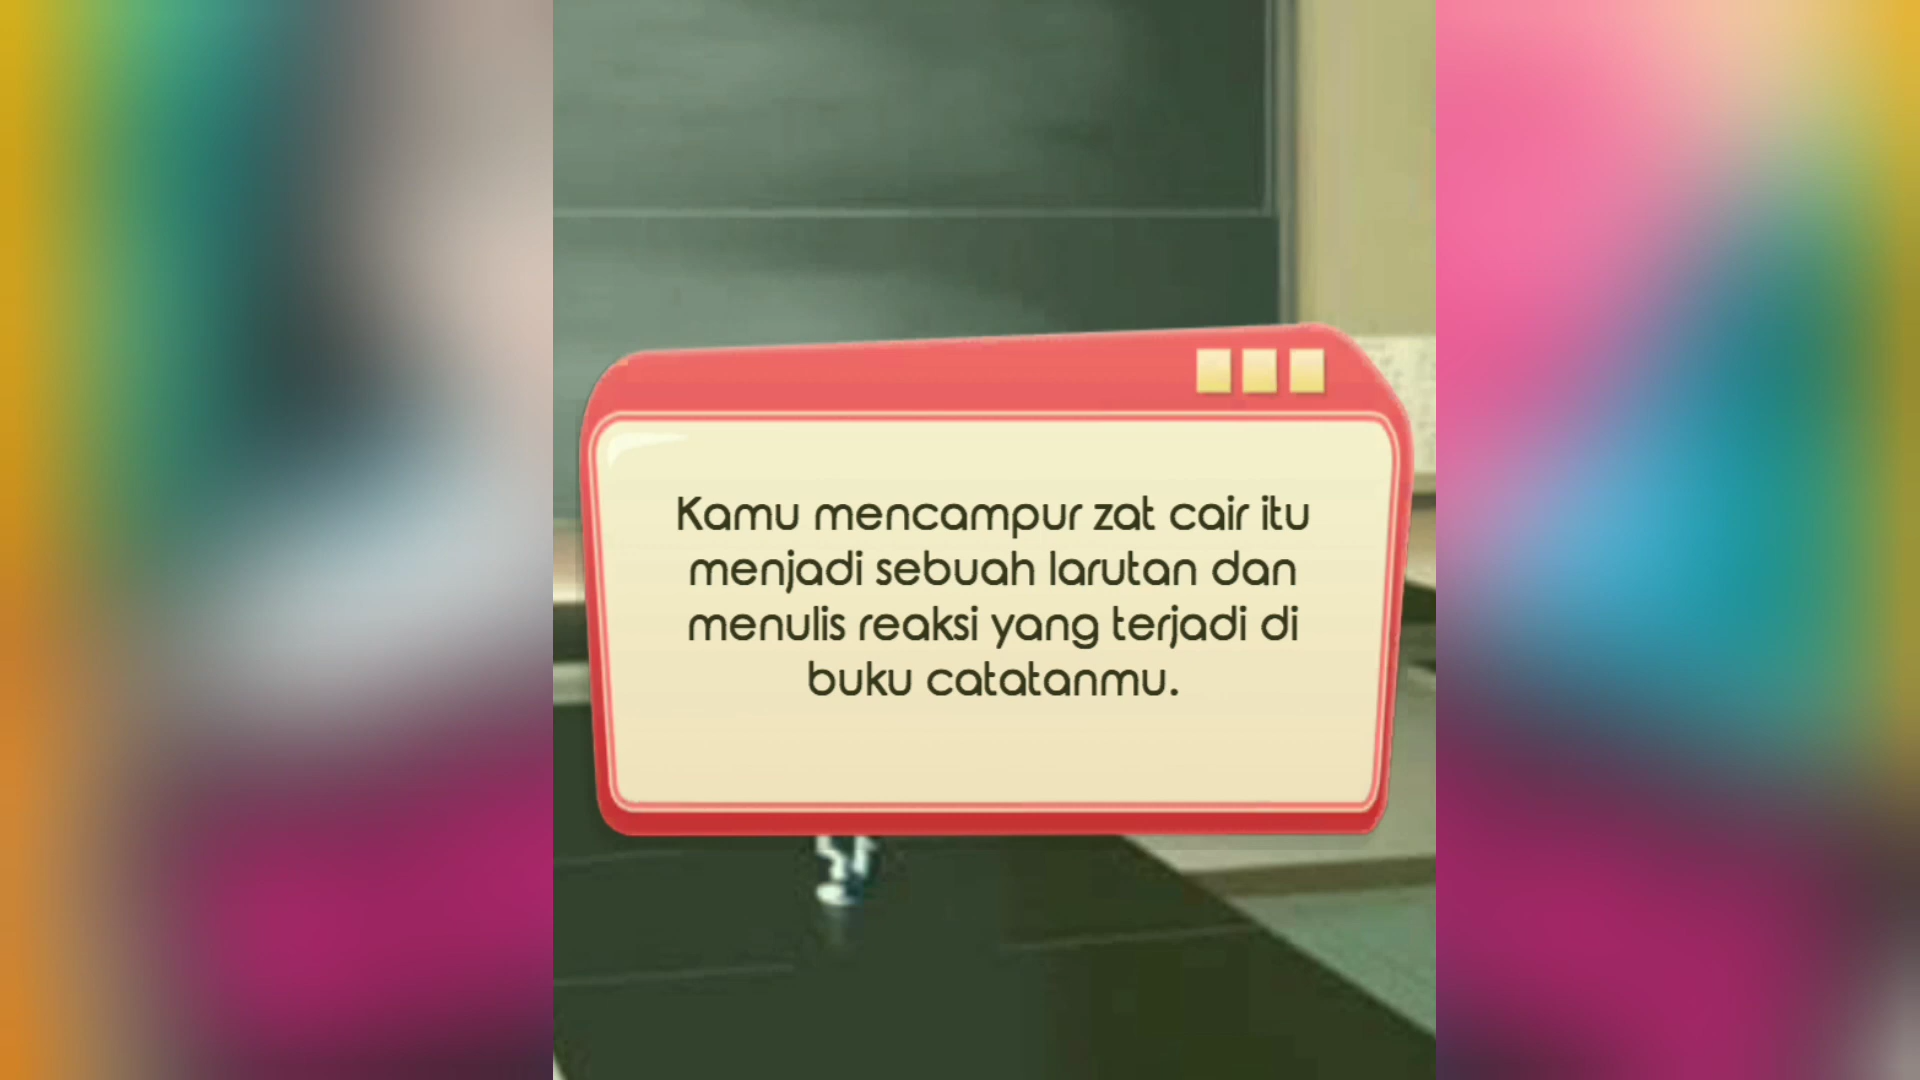 Kamu mencampur zat cair itu
menjadi sebuah larutan dan
menulis reaksi yang terjadi di
buku catatanmu.